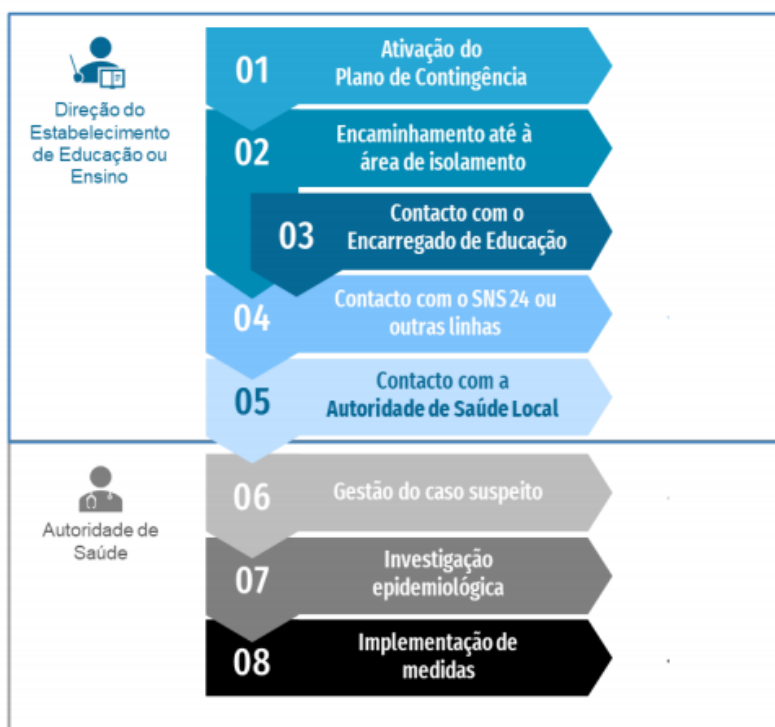 Direção do
Estabelecimento
de Educação ou
Ensino
01
Ativação do
Plano de Contingência
02
Encaminhamento até à
área de isolamento
03
Contacto com o
Encarregado de Educação
04
Contacto com o SNS 24 ou
outras linhas
05
Contacto com a
Autoridade de Saúde Local
Autoridade de
Saúde
06
Gestão do caso suspeito
07
Investigação
epidemiológica
08
Implementação de
medidas